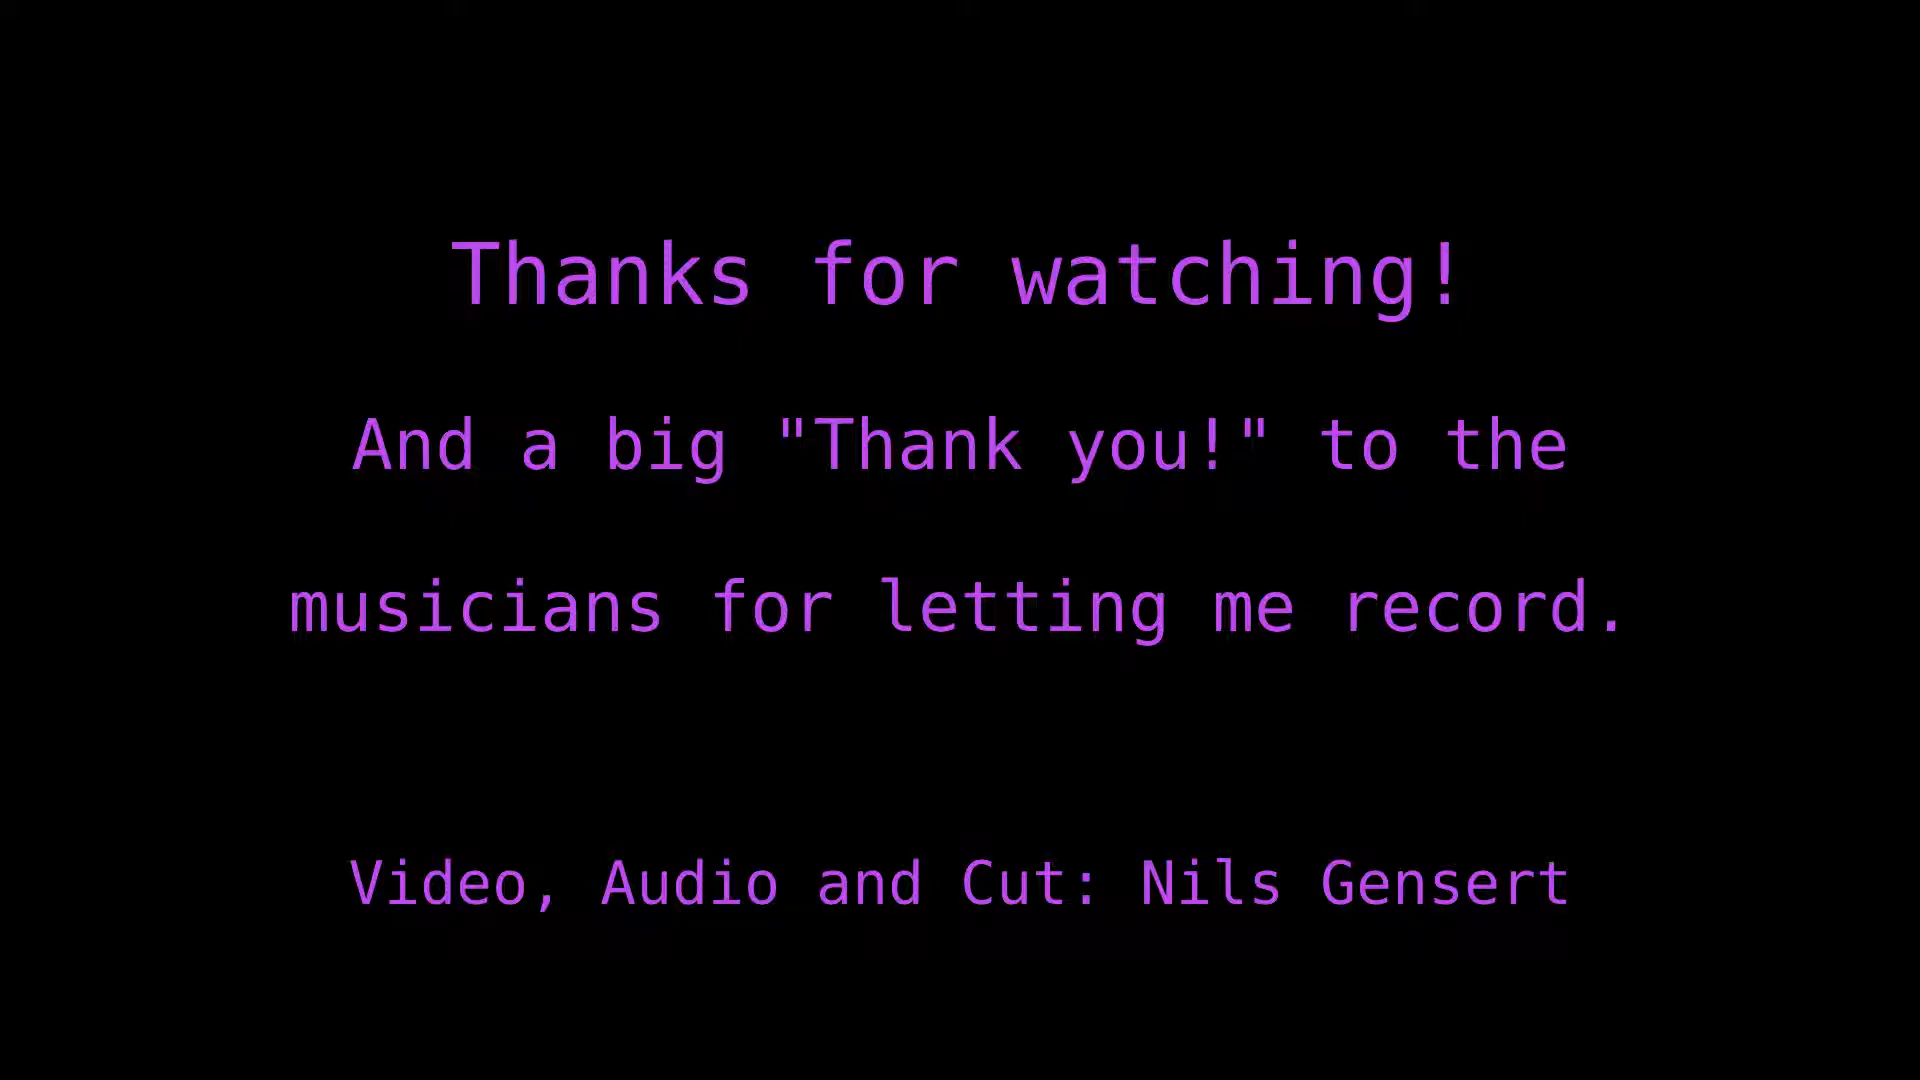 Thanks for watching!
And a big "Thank you!" to the
musicians for letting me record.
Video, Audio and Cut: Nils Gensert